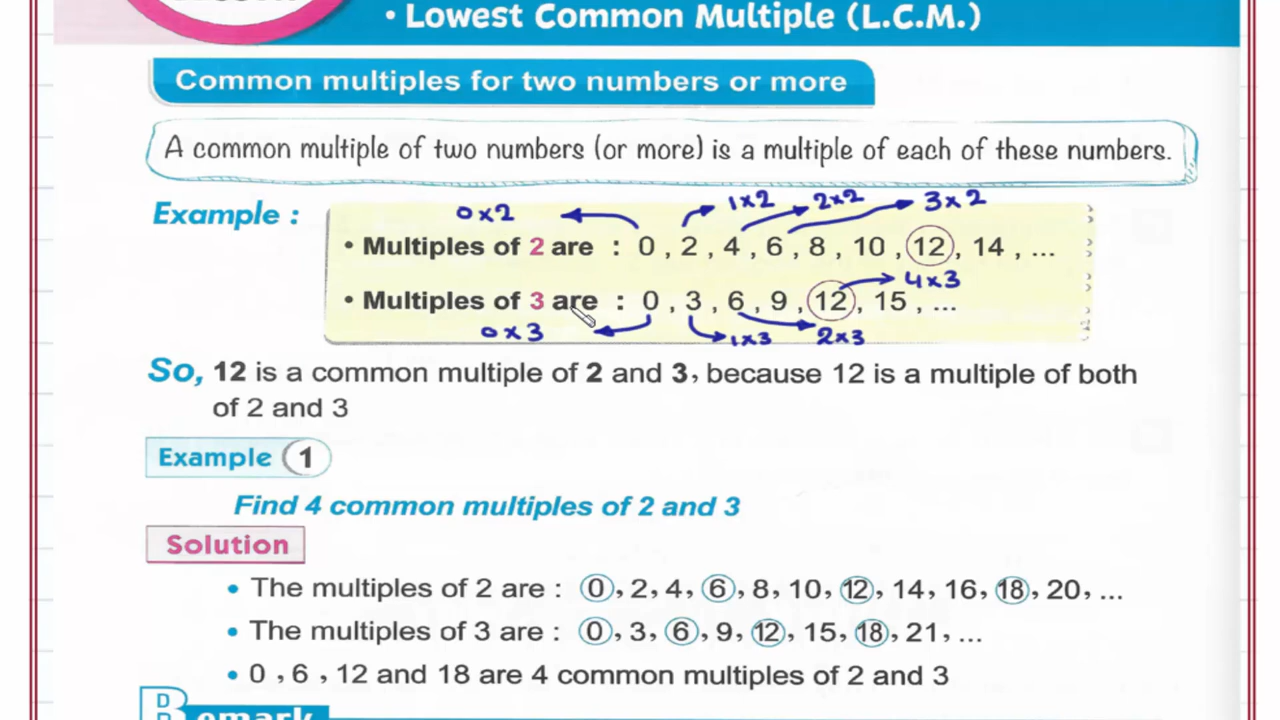 • Lowest Common Multiple (L.C.M.)
Common multiples for two numbers or more
A common multiple of two numbers (or more) is a multiple of each of these numbers.
Example :
0 x 2 1 x 2 2 x 2 3 x 2
• Multiples of 2 are : 0 , 2 , 4 , 6 , 8 , 10 , 12 , 14 , ...
4 x 3
• Multiples of 3 are : 0 , 3 , 6 , 9 , 12 , 15 , ...
0 x 3 1 x 3 2 x 3
So, 12 is a common multiple of 2 and 3, because 12 is a multiple of both
of 2 and 3
Example 1
Find 4 common multiples of 2 and 3
Solution
• The multiples of 2 are : 0 , 2 , 4 , 6 , 8 , 10 , 12 , 14 , 16 , 18 , 20 , ...
• The multiples of 3 are : 0 , 3 , 6 , 9 , 12 , 15 , 18 , 21 , ...
• 0 , 6 , 12 and 18 are 4 common multiples of 2 and 3